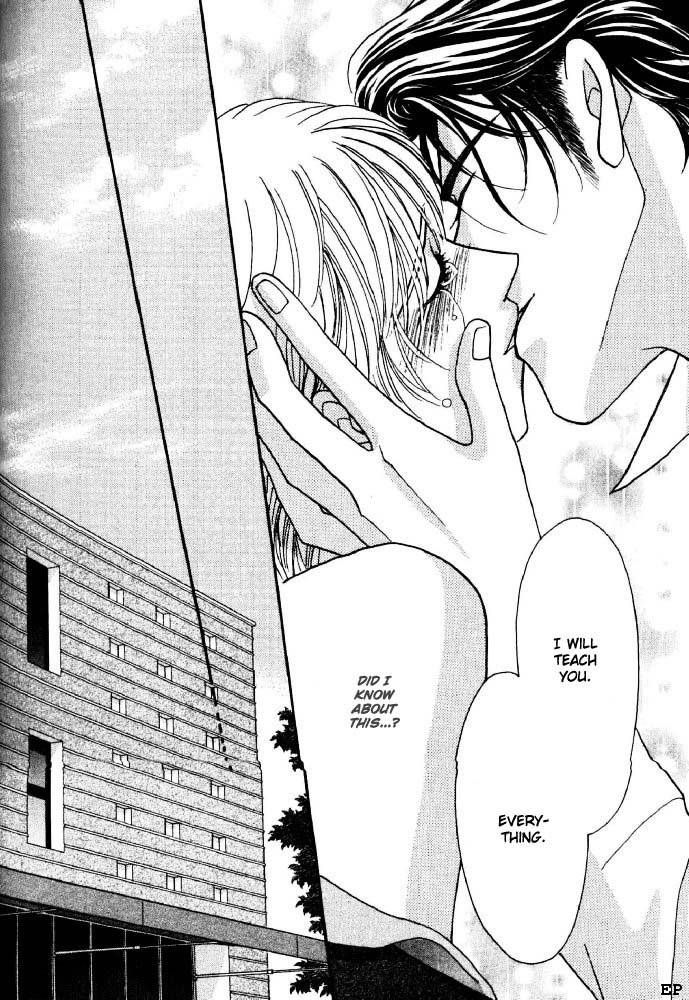 I WILL
TEACH
YOU.
EVERY-
THING.
DID I
KNOW
ABOUT
THIS...?
EP